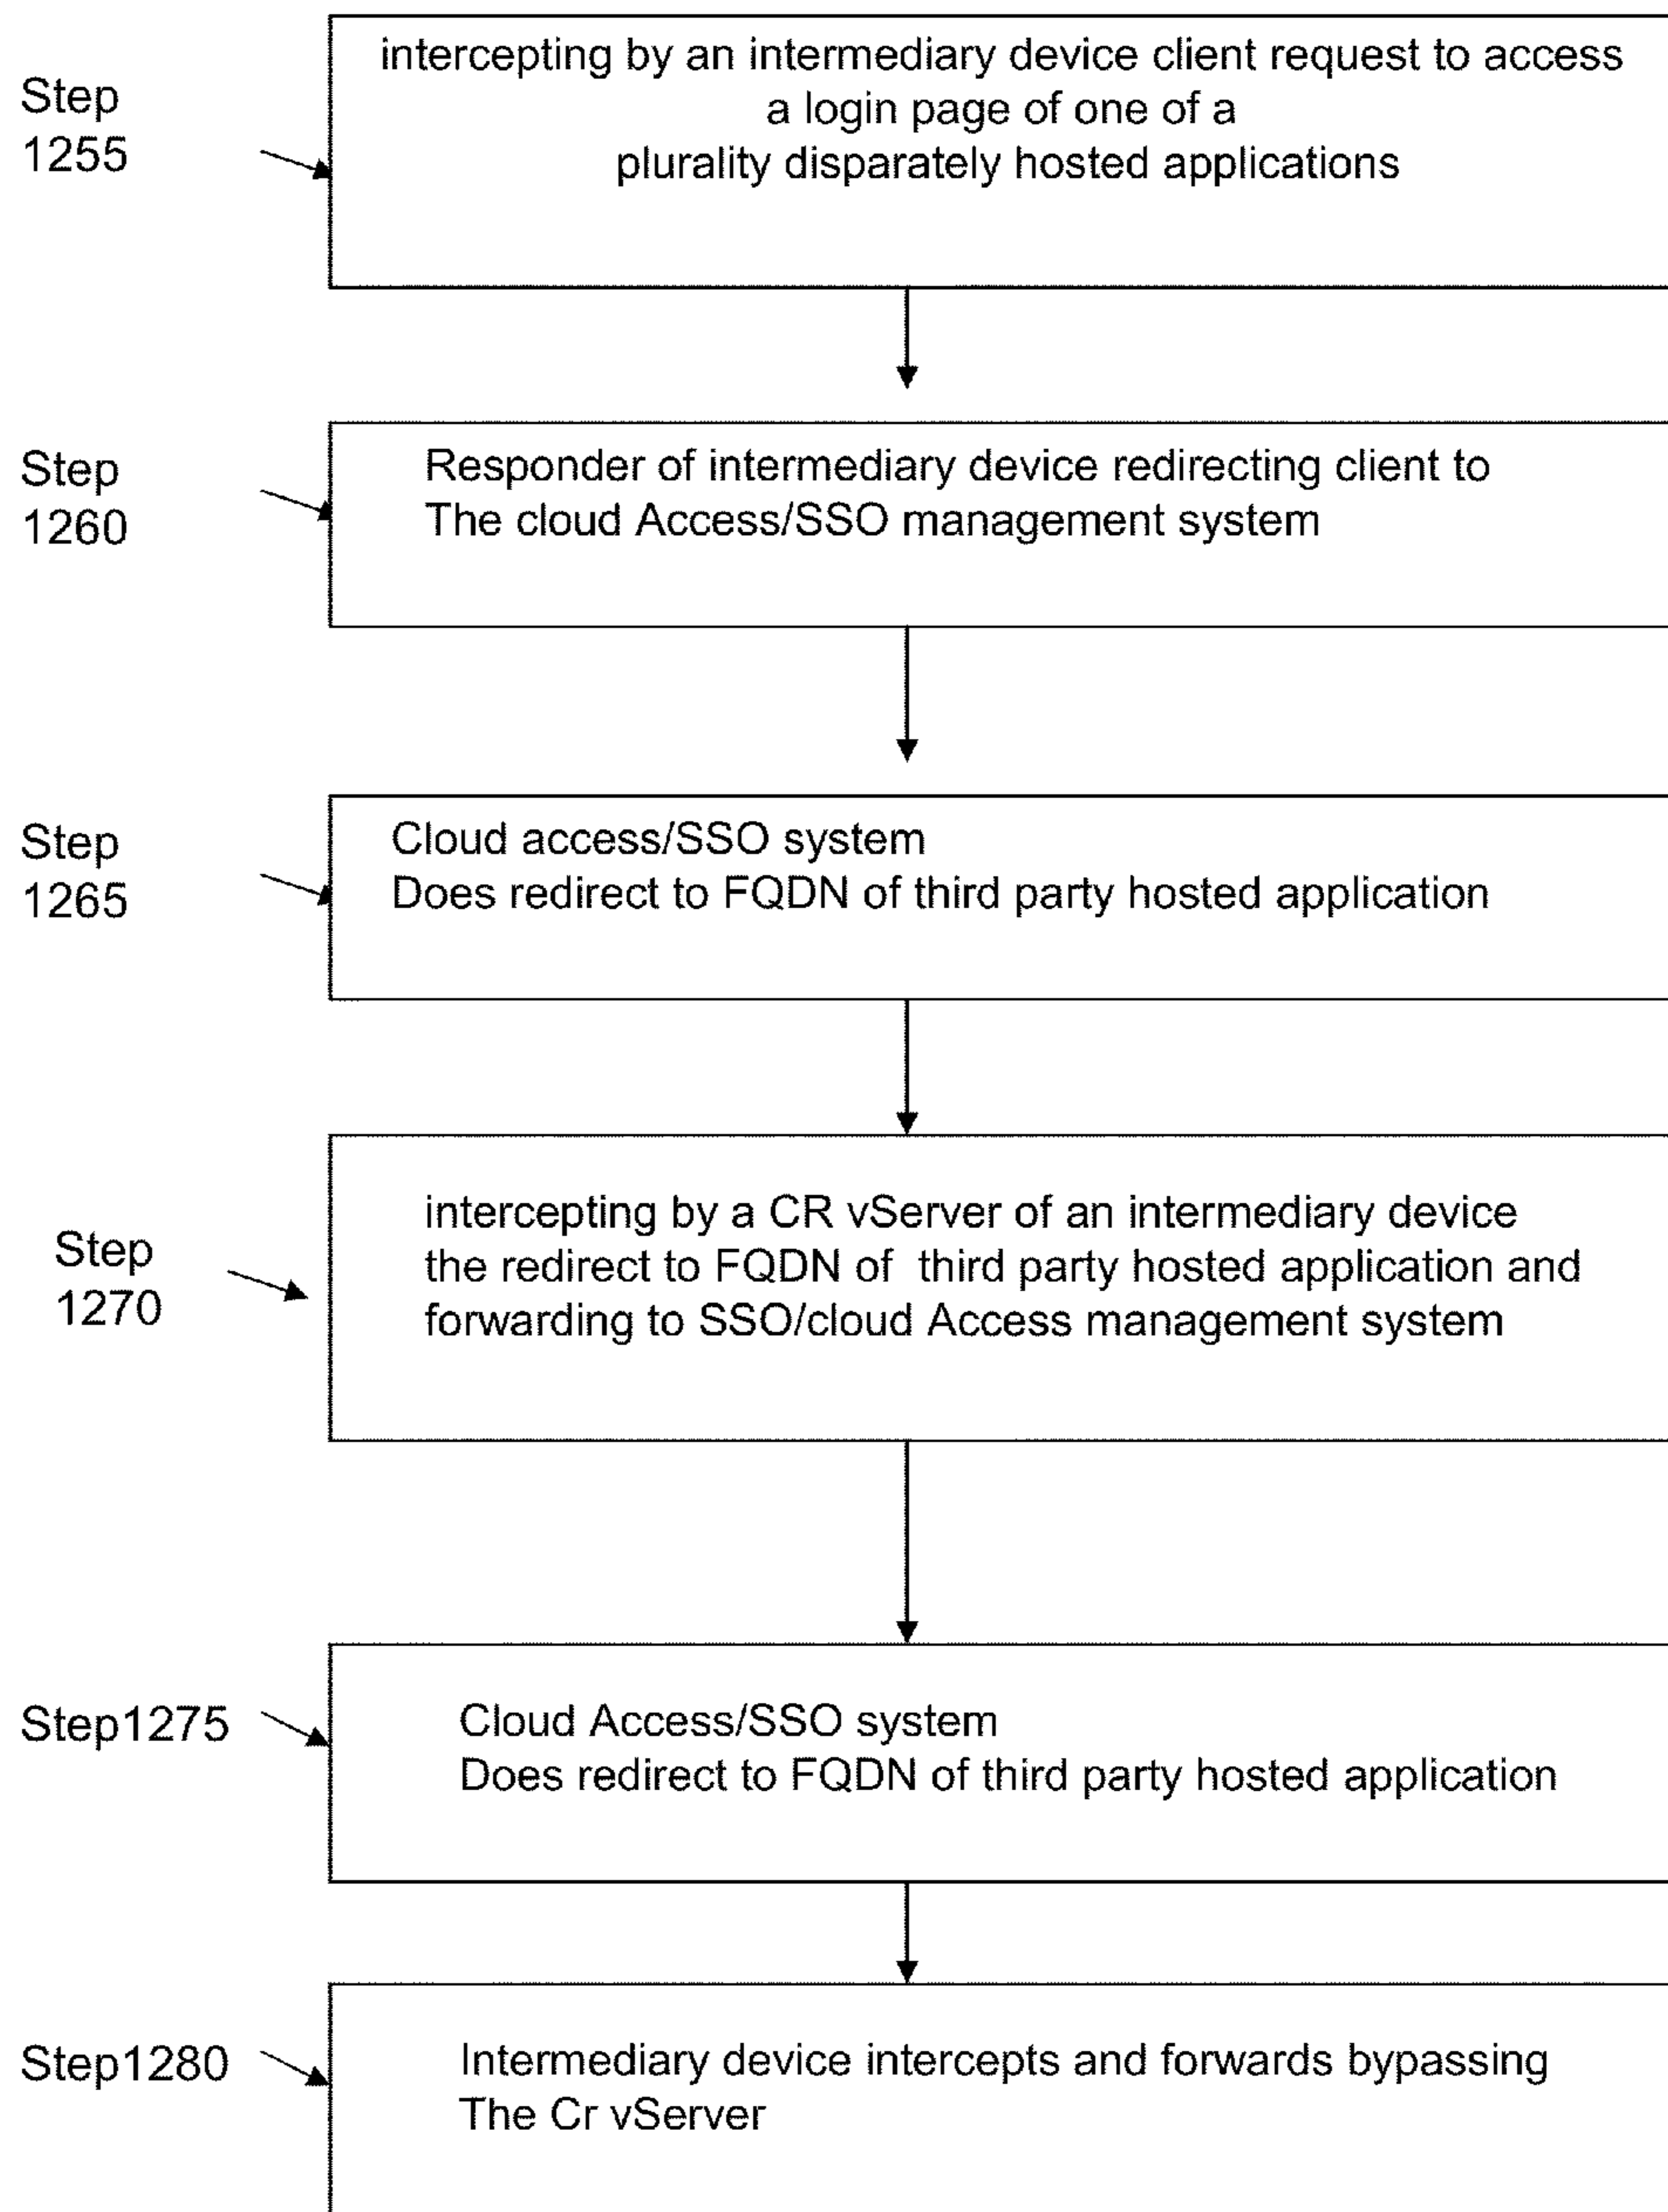 Step
1255
intercepting by an intermediary device client request to access
a login page of one of a
plurality disparately hosted applications
Step
1260
Responder of intermediary device redirecting client to
The cloud Access/SSO management system
Step
1265
Cloud access/SSO system
Does redirect to FQDN of third party hosted application
Step
1270
intercepting by a CR vServer of an intermediary device
the redirect to FQDN of third party hosted application and
forwarding to SSO/cloud Access management system
Step1275
Cloud Access/SSO system
Does redirect to FQDN of third party hosted application
Step1280
Intermediary device intercepts and forwards bypassing
The Cr vServer